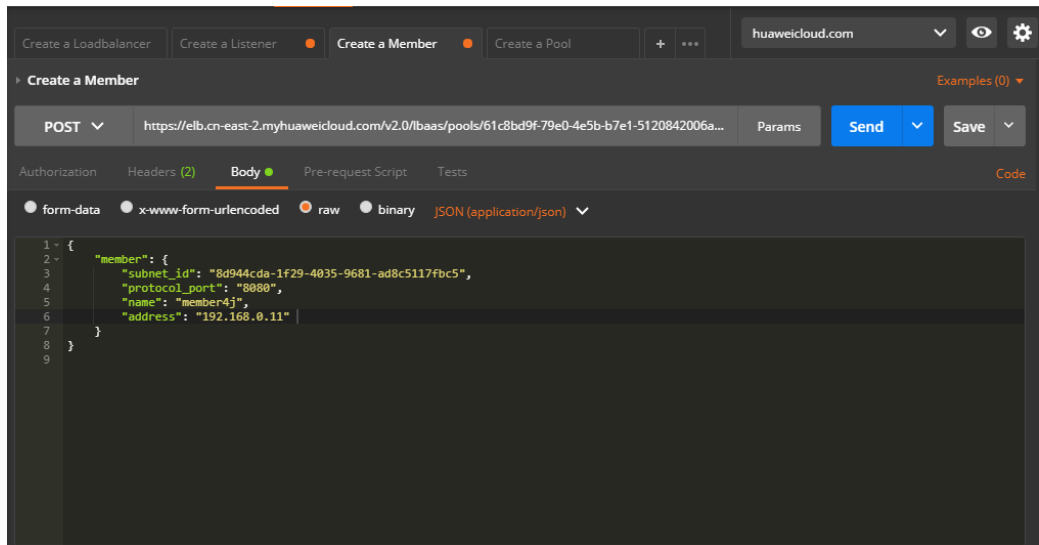 Create a Loadbalancer Create a Listener Create a Member Create a Pool + ••• huaweicloud.com
Create a Member Examples (0)
POST https://elb.cn-east-2.myhuaweicloud.com/v2.0/lbaas/pools/61c8bd9f-79e0-4e5b-b7e1-5120842006a... Params Send Save
Authorization Headers (2) Body Pre-request Script Tests Code
form-data x-www-form-urlencoded raw binary JSON (application/json)
1 {
2 "member": {
3 "subnet_id": "8d944cda-1f29-4035-9681-ad8c5117fbc5",
4 "protocol_port": "8080",
5 "name": "member4j",
6 "address": "192.168.0.11"
7 }
8 }
9